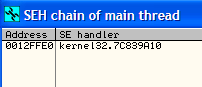 SEH chain of main thread
Address SE handler
0012FFE0 kernel32.7C839A10